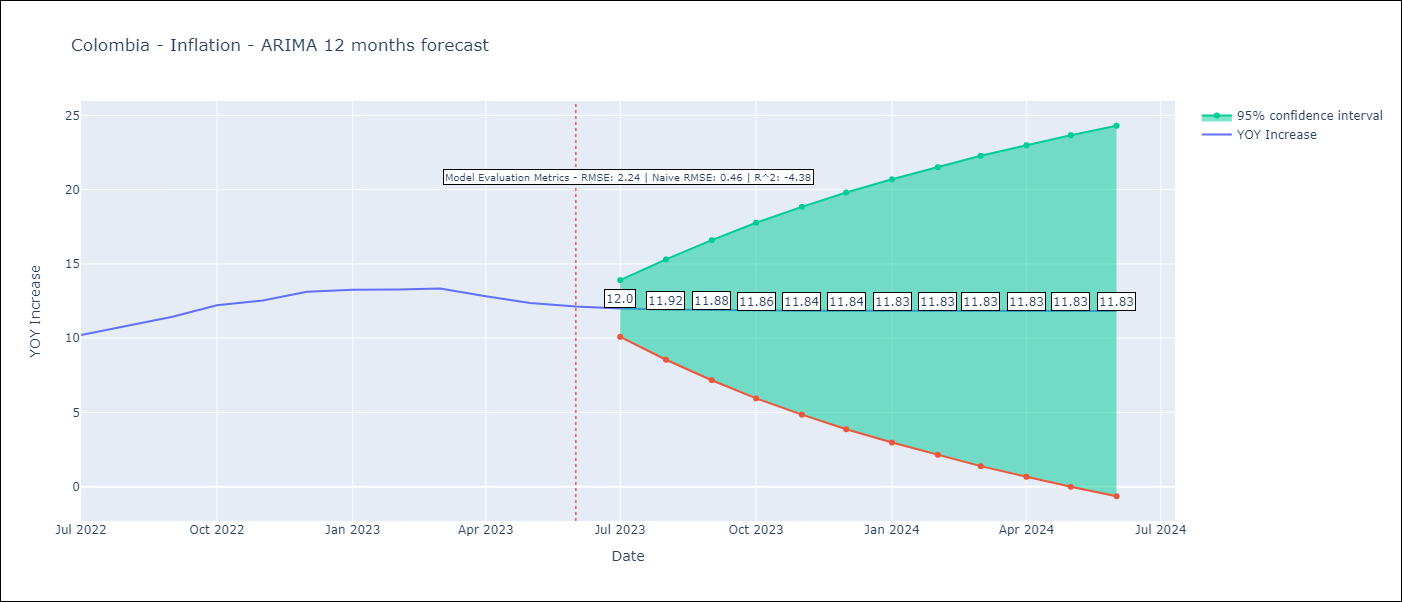 Colombia - Inflation - ARIMA 12 months forecast
25
20
15
10
5
0
YOY Increase
Model Evaluation Metrics - RMSE: 2.24 | Naive RMSE: 0.46 | R^2: -4.38
12.0
11.92
11.88
11.86
11.84
11.84
11.83
11.83
11.83
11.83
11.83
11.83
Jul 2022
Oct 2022
Jan 2023
Apr 2023
Jul 2023
Oct 2023
Jan 2024
Apr 2024
Jul 2024
Date
95% confidence interval
YOY Increase